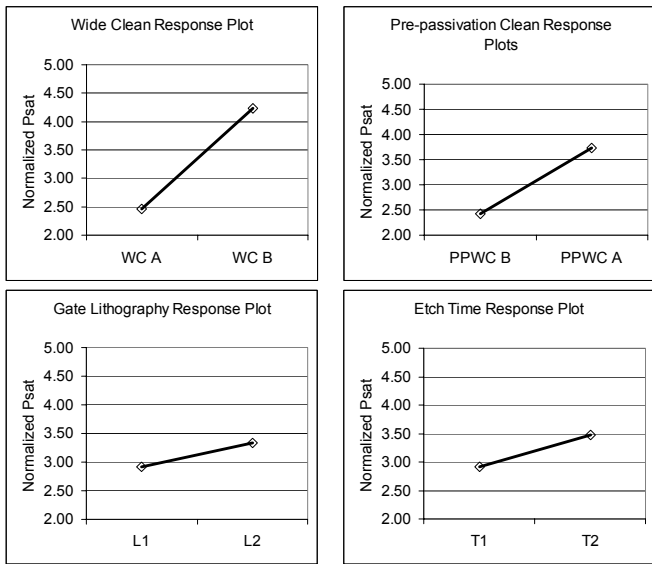 Wide Clean Response Plot
Normalized Psat
5.00
4.50
4.00
3.50
3.00
2.50
2.00
WC A
WC B
Pre-passivation Clean Response
Plots
Normalized Psat
5.00
4.50
4.00
3.50
3.00
2.50
2.00
PPWC B
PPWC A
Gate Lithography Response Plot
Normalized Psat
5.00
4.50
4.00
3.50
3.00
2.50
2.00
L1
L2
Etch Time Response Plot
Normalized Psat
5.00
4.50
4.00
3.50
3.00
2.50
2.00
T1
T2